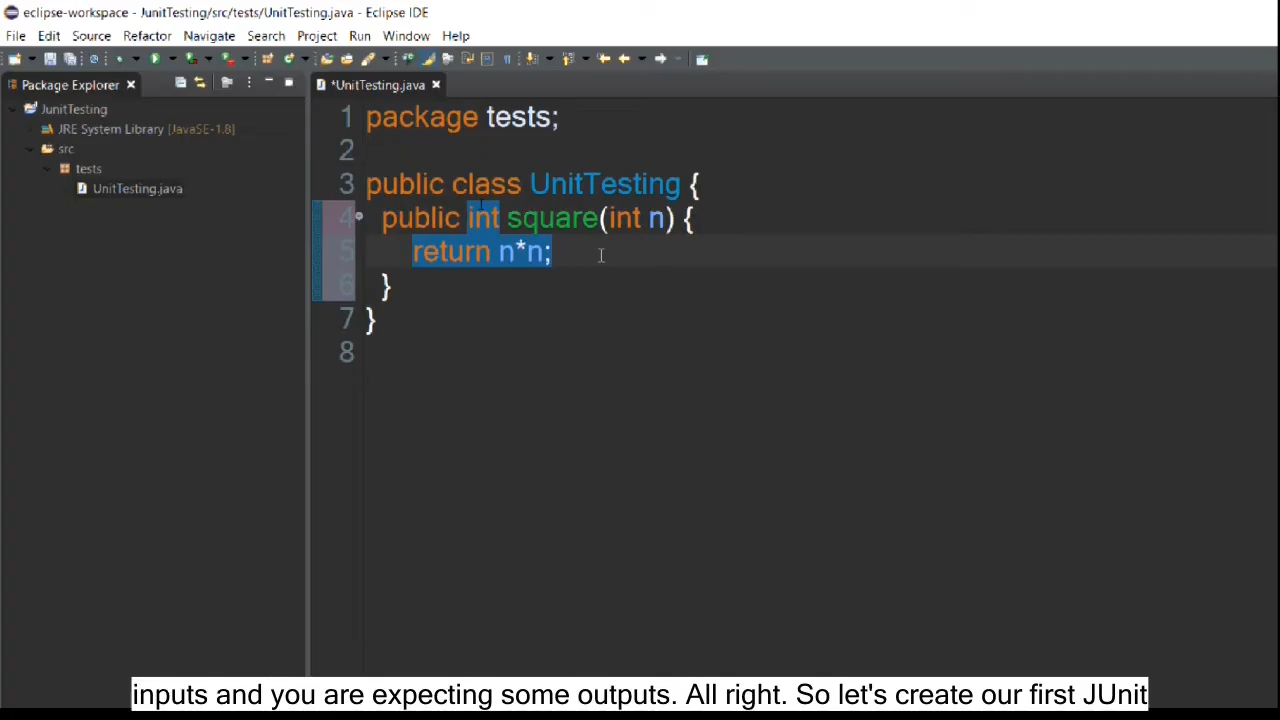 eclipse-workspace - JunitTesting/src/tests/UnitTesting.java - Eclipse IDE
File Edit Source Refactor Navigate Search Project Run Window Help
Package Explorer
*UnitTesting.java
JunitTesting
JRE System Library [JavaSE-1.8]
src
tests
UnitTesting.java
1 package tests;
2
3 public class UnitTesting {
4 public int square(int n) {
5 return n*n;
6 }
7 }
8
inputs and you are expecting some outputs. All right. So let's create our first JUnit